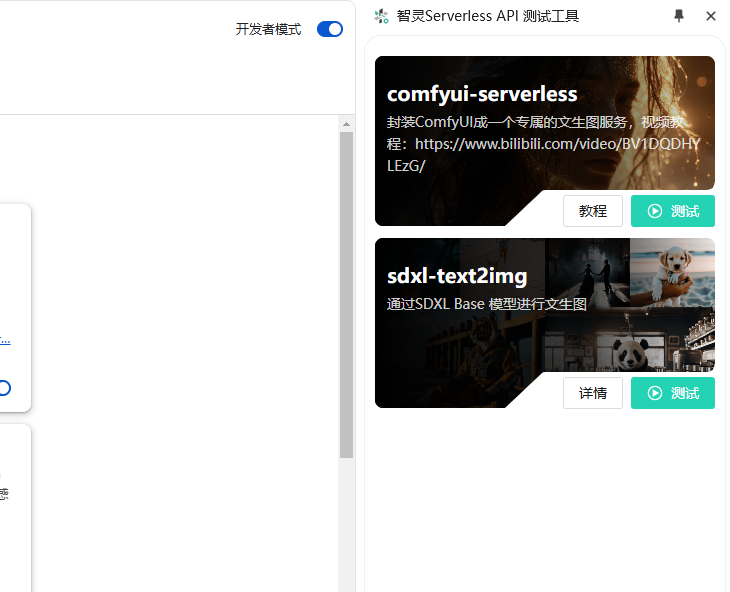 开发者模式
智灵Serverless API 测试工具
comfyui-serverless
封装ComfyUI成一个专属的文生图服务，视频教
程：https://www.bilibili.com/video/BV1DQDHY
LEzG/
教程
测试
sdxl-text2img
通过SDXL Base 模型进行文生图
详情
测试
感